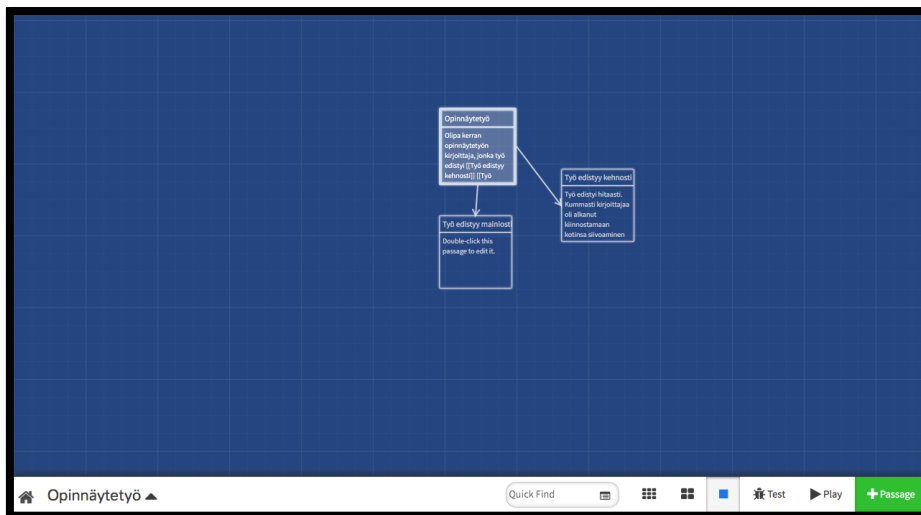 Opinnäytetyö
Olipa kerran
opinnäytetyön
kirjoittaja, jonka työ
edistyi [[Työ edistyy
kehnosti]] [[Työ
Työ edistyy kehnosti
Työ edistyi hitaasti.
Kummasti kirjoittajaa
oli alkanut
kiinnostamaan
kotinsa siivoaminen
Työ edistyy mainiosti
Double-click this
passage to edit it.
Opinnäytetyö
Quick Find
Test
Play
Passage